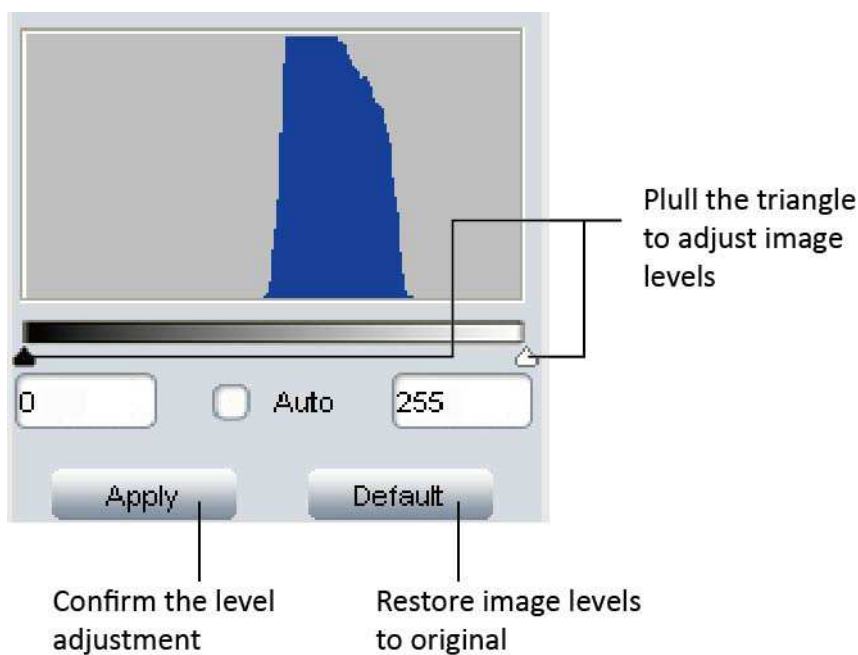 Plull the triangle
to adjust image
levels
0
Auto
255
Apply
Default
Confirm the level
adjustment
Restore image levels
to original